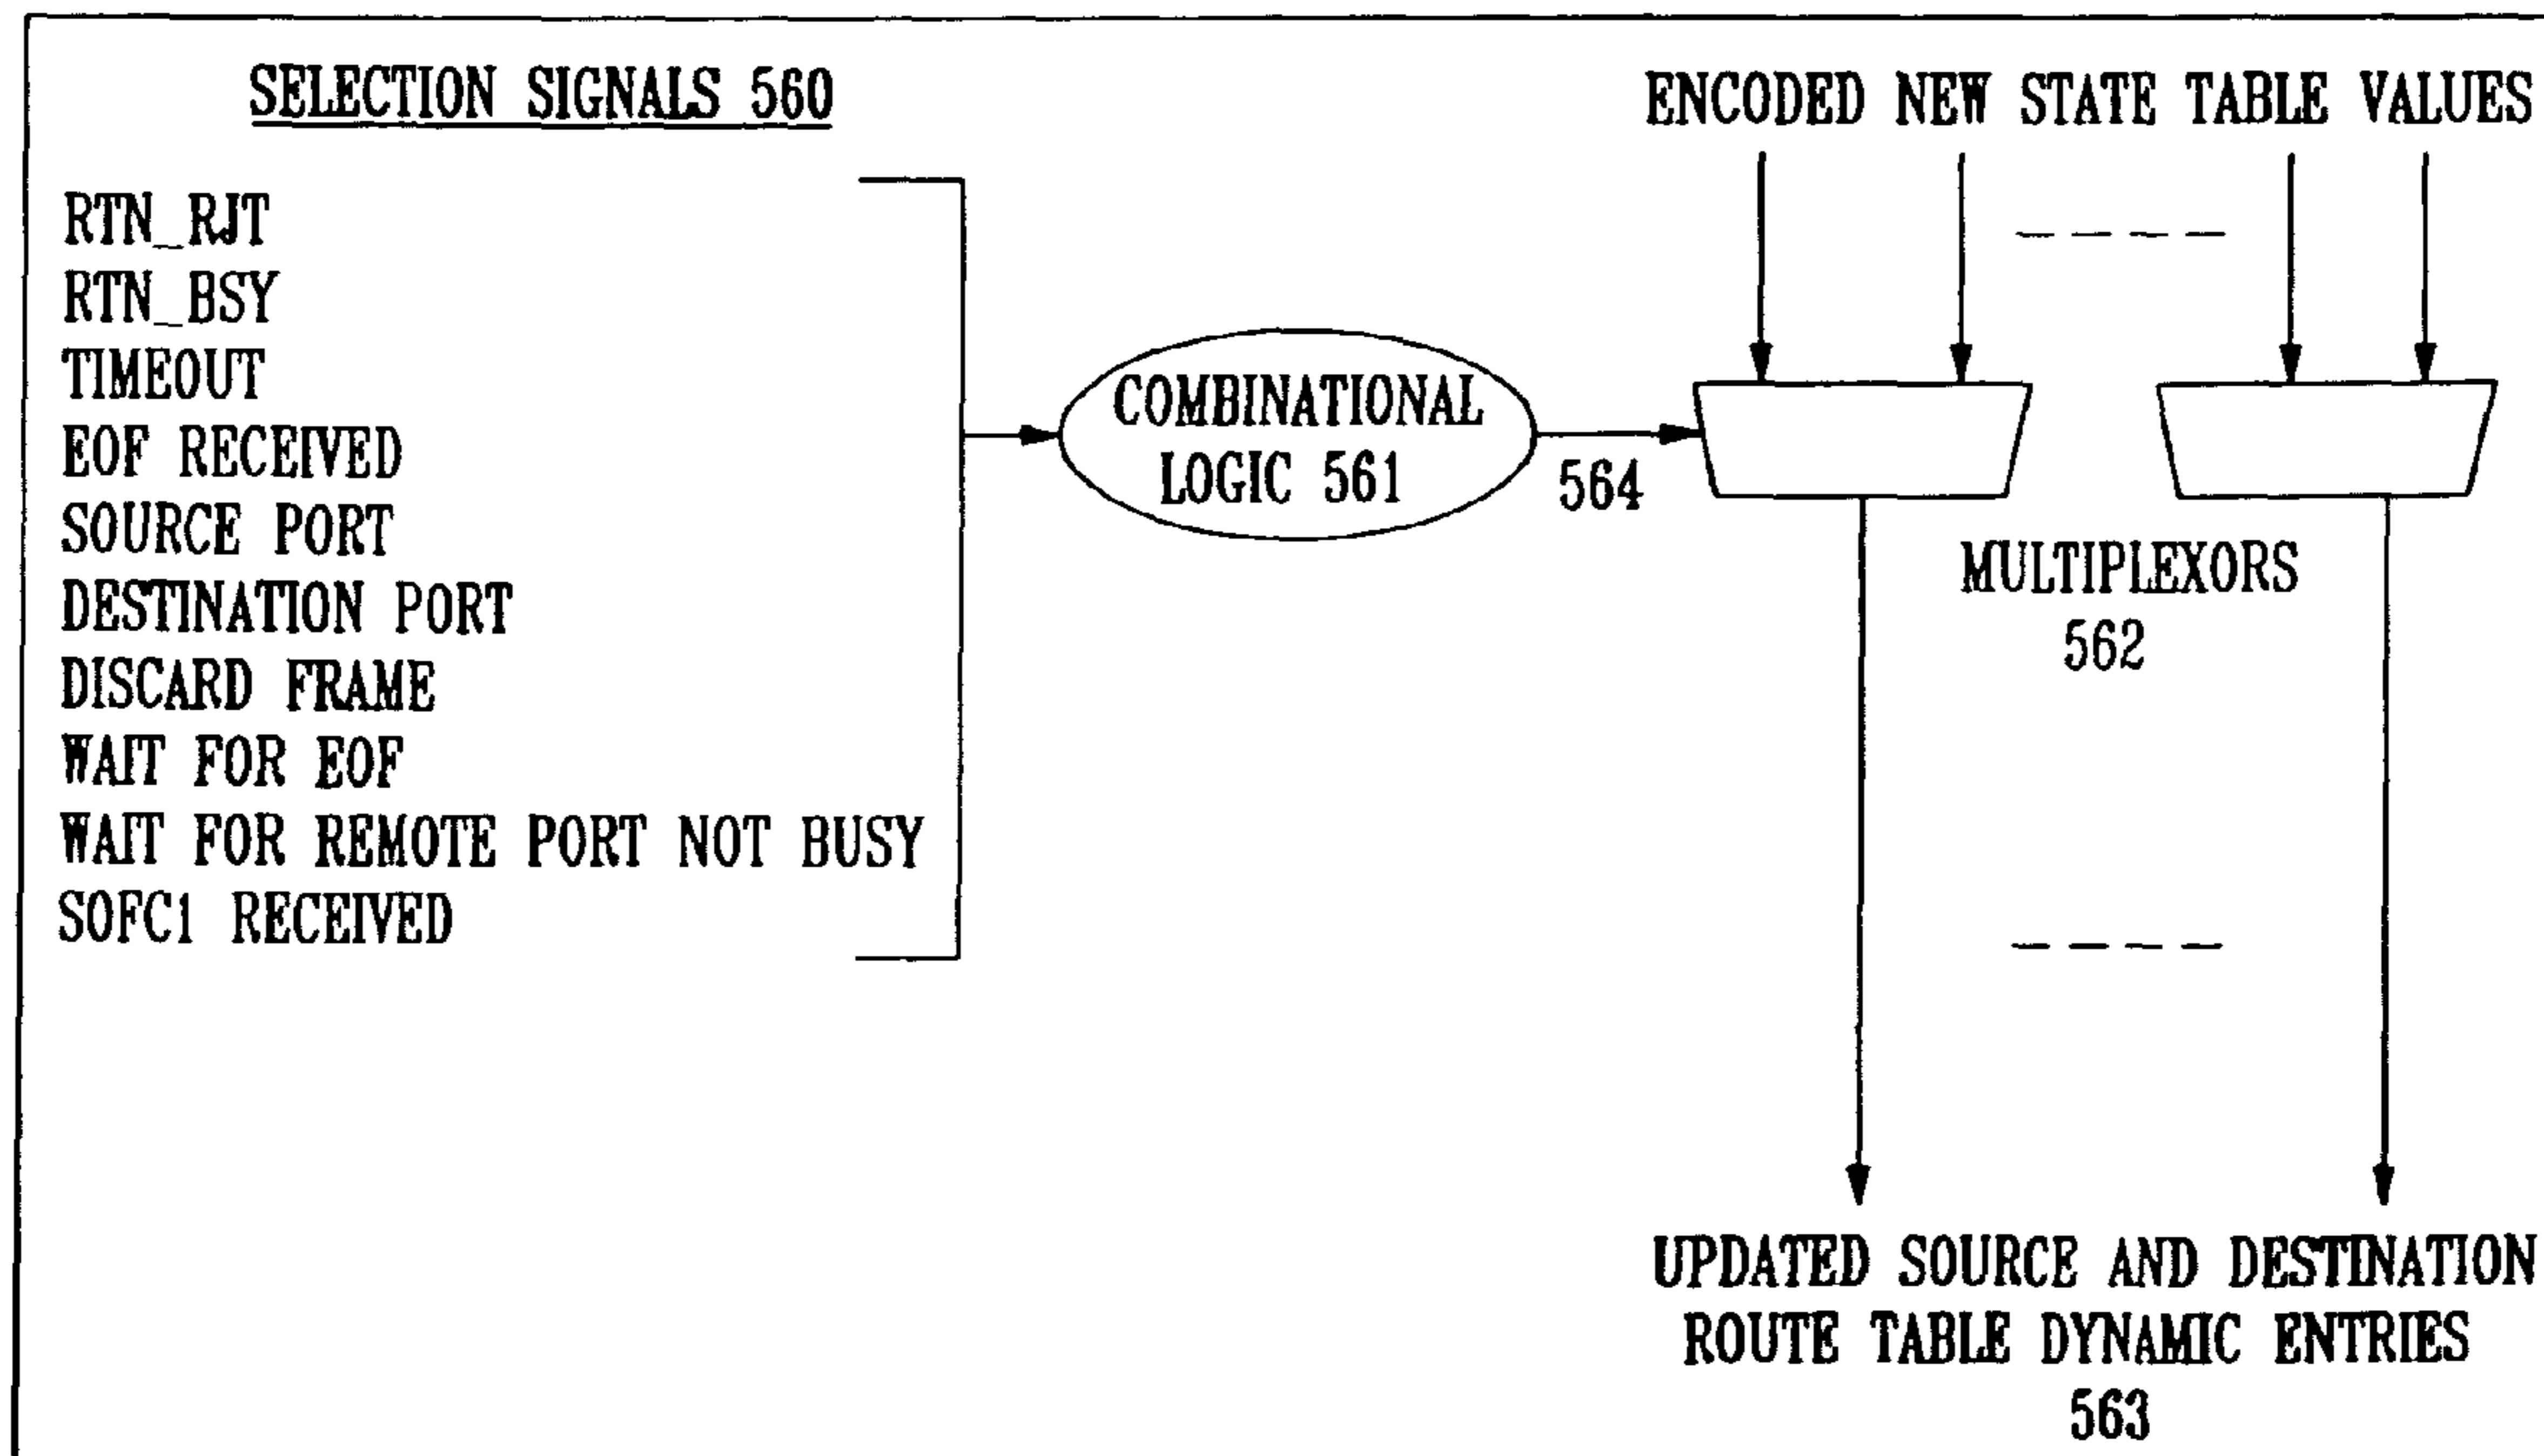 SELECTION SIGNALS 560
RTN_RJT
RTN_BSY
TIMEOUT
EOF RECEIVED
SOURCE PORT
DESTINATION PORT
DISCARD FRAME
WAIT FOR EOF
WAIT FOR REMOTE PORT NOT BUSY
SOFC1 RECEIVED
COMBINATIONAL
LOGIC 561
564
ENCODED NEW STATE TABLE VALUES
MULTIPLEXORS
562
UPDATED SOURCE AND DESTINATION
ROUTE TABLE DYNAMIC ENTRIES
563